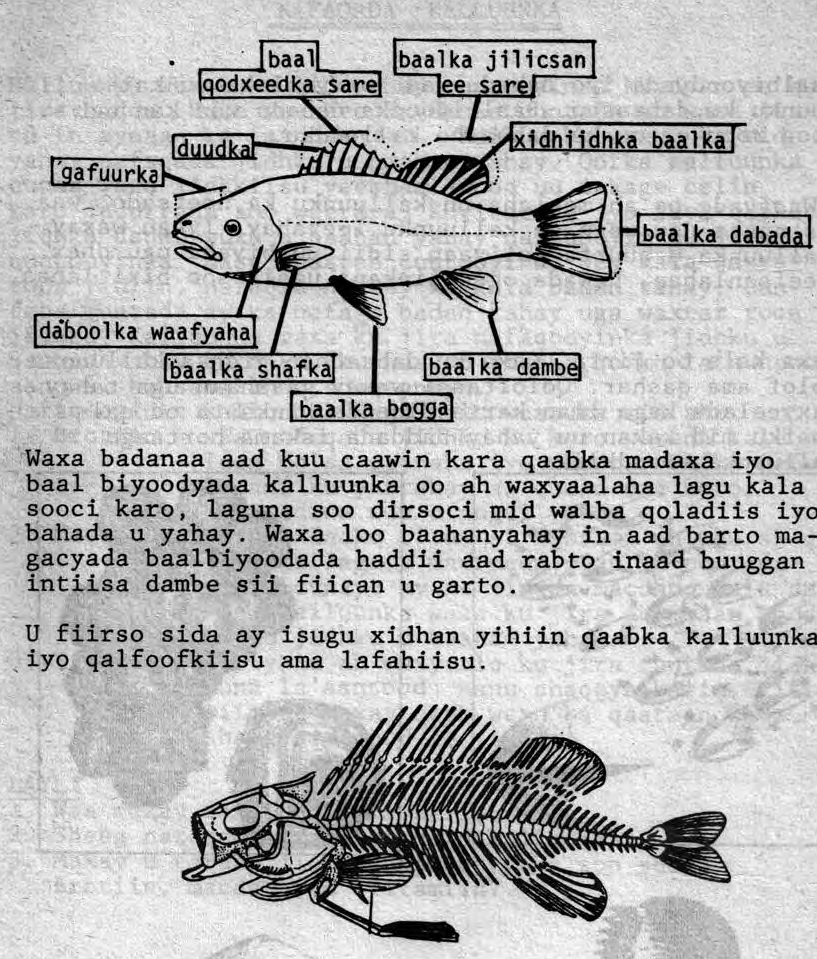 baal
qodxeedka sare
baalka jilicsan
ee sare
duudka
xidhiidhka baalka
gafuurka
baalka dabada
daboolka waafyaha
baalka shafka
baalka dambe
baalka bogga
Waxa badanaa aad kuu caawin kara qaabka madaxa iyo
baal biyoodyada kalluunka oo ah waxyaalaha lagu kala
sooci karo, laguna soo dirsoci mid walba qoladiis iyo
bahada u yahay. Waxa loo baahanyahay in aad barto ma-
gacyada baalbiyoodada haddii aad rabto inaad buuggan
intiisa dambe sii fiican u garto.
U fiirso sida ay isugu xidhan yihiin qaabka kalluunka
iyo qalfoofkiisu ama lafahiisu.